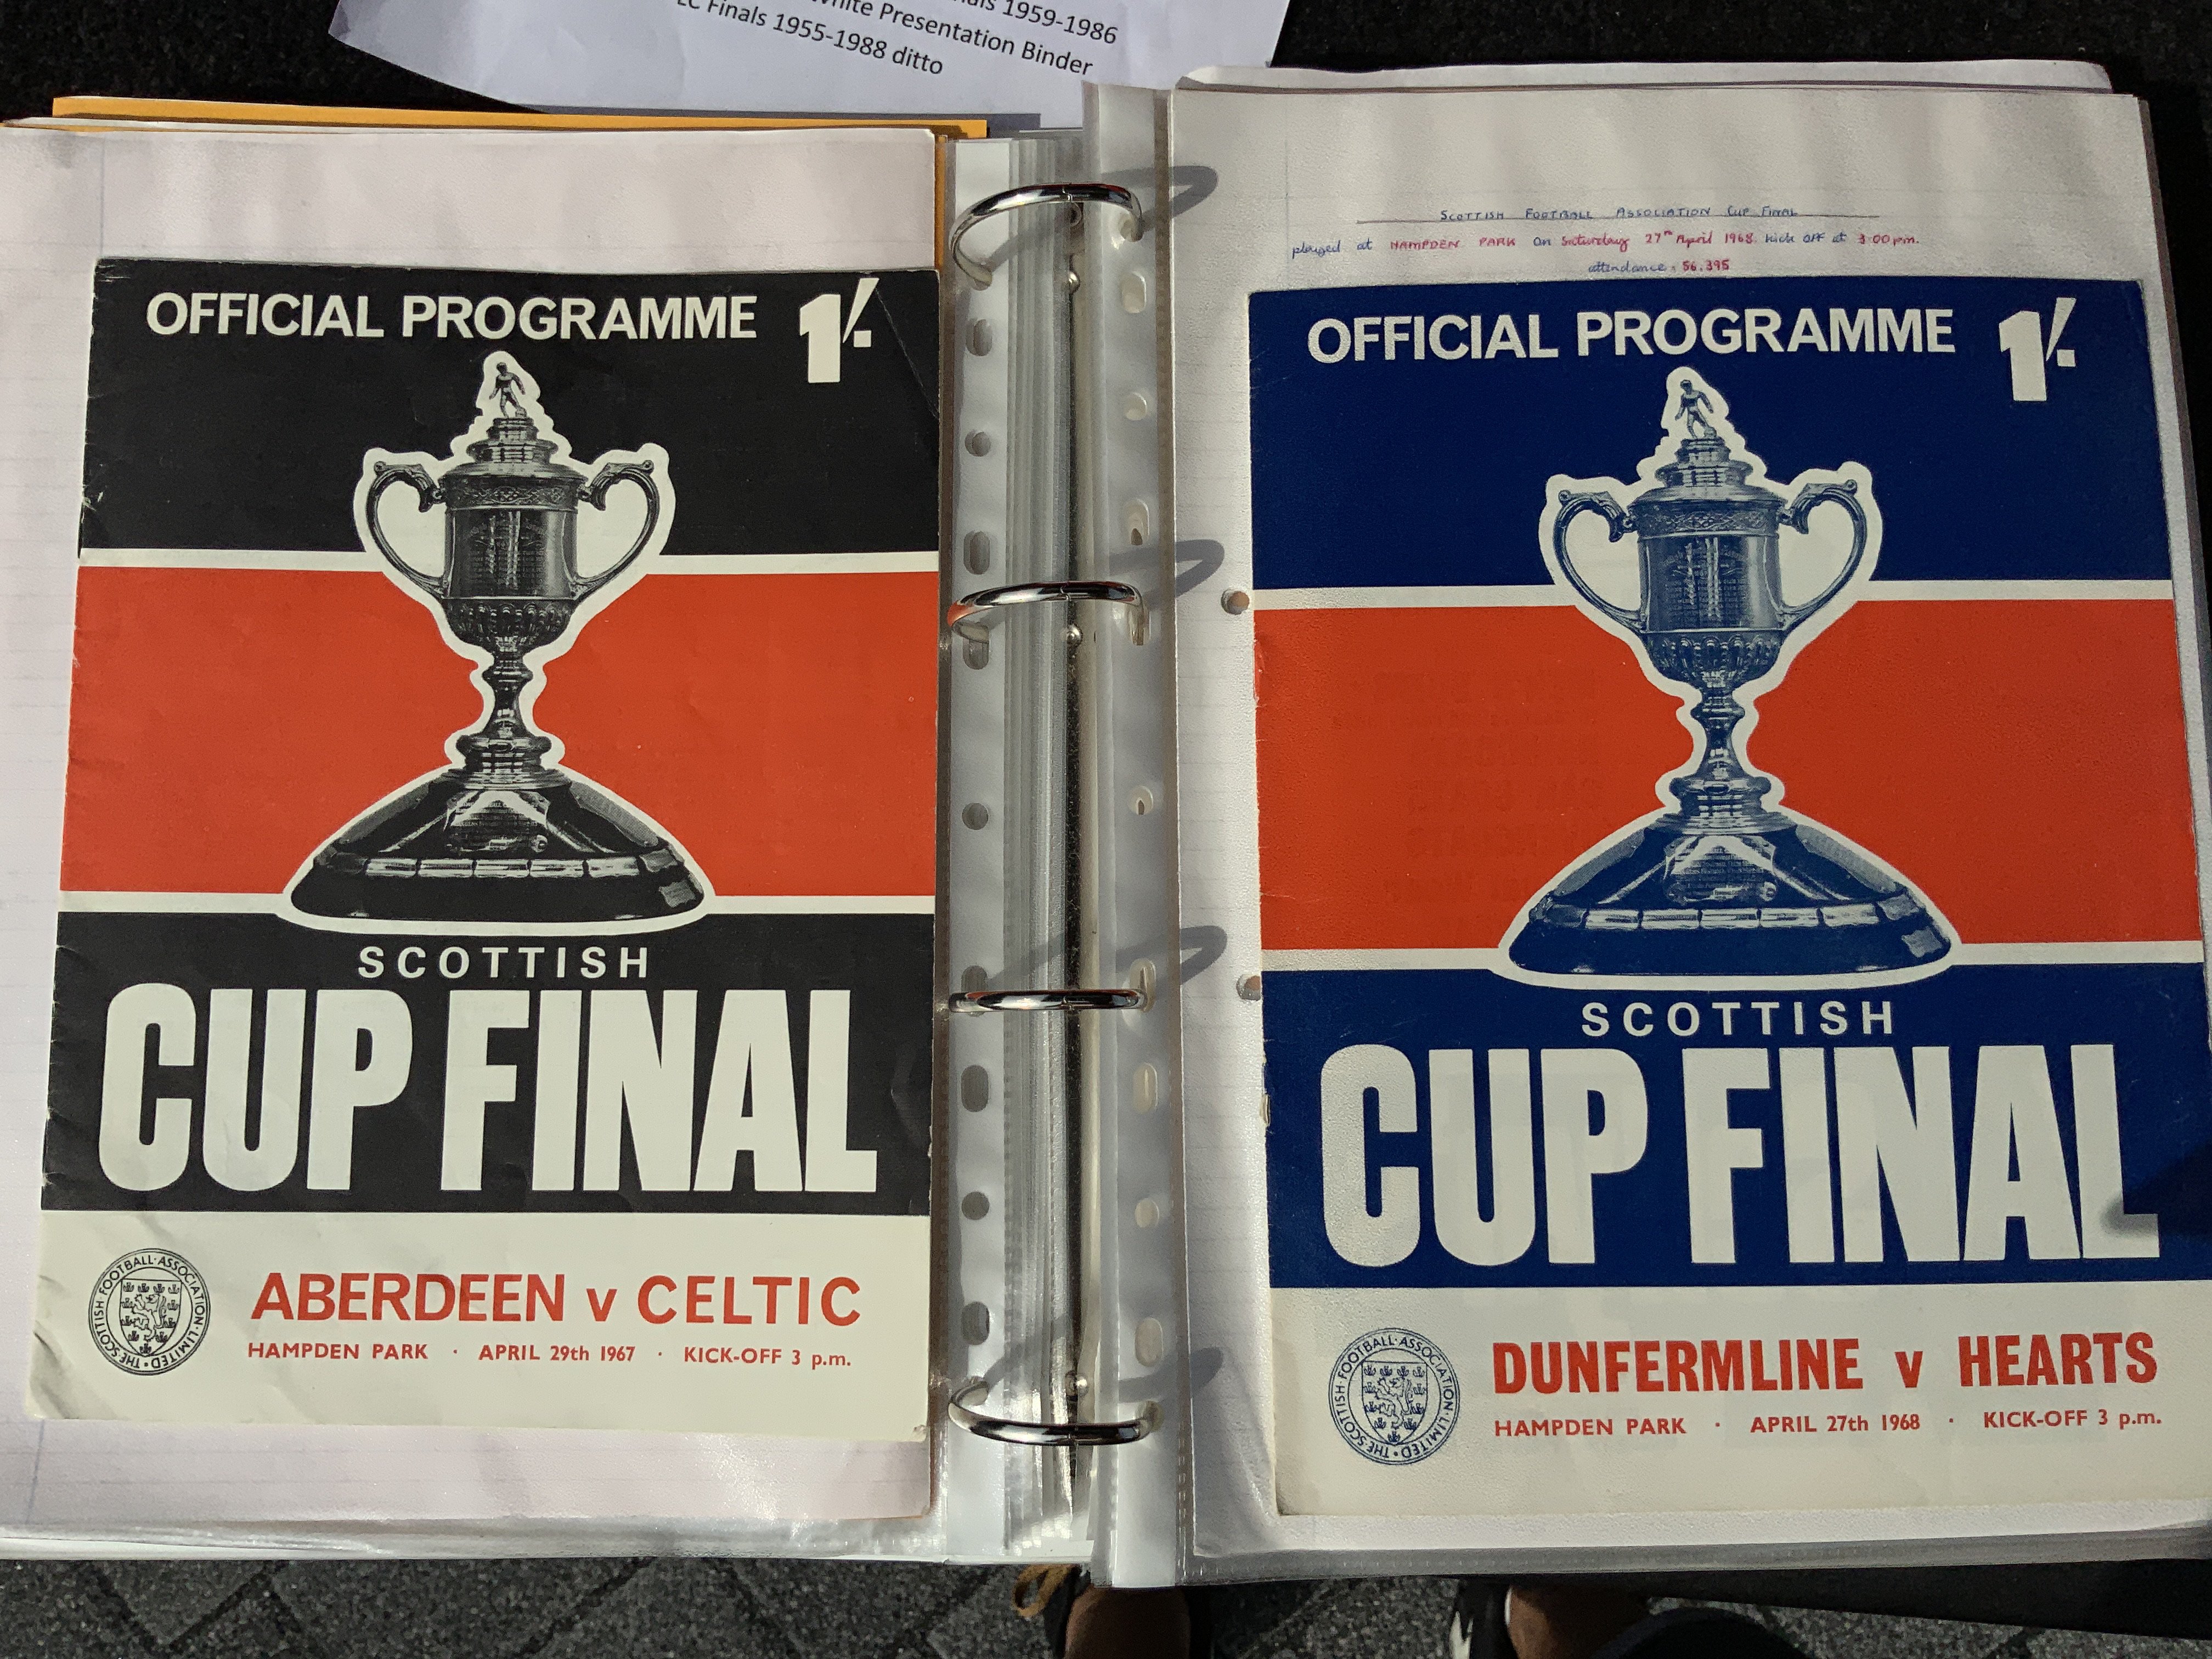 1959-1986
White Presentation Binder
Finals 1955-1988 ditto
OFFICIAL PROGRAMME 1/-
SCOTTISH
CUP FINAL
THE SCOTTISH·FOOTBALL·ASSOCIATION·LIMITED·
ABERDEEN v CELTIC
HAMPDEN PARK · APRIL 29th 1967 · KICK-OFF 3 p.m.
SCOTTISH FOOTBALL ASSOCIATION CUP FINAL
played at HAMPDEN PARK on Saturday 27th April 1968. kick off at 3:00pm.
attendance: 56,395
OFFICIAL PROGRAMME 1/-
SCOTTISH
CUP FINAL
THE SCOTTISH·FOOTBALL·ASSOCIATION·LIMITED·
DUNFERMLINE v HEARTS
HAMPDEN PARK · APRIL 27th 1968 · KICK-OFF 3 p.m.